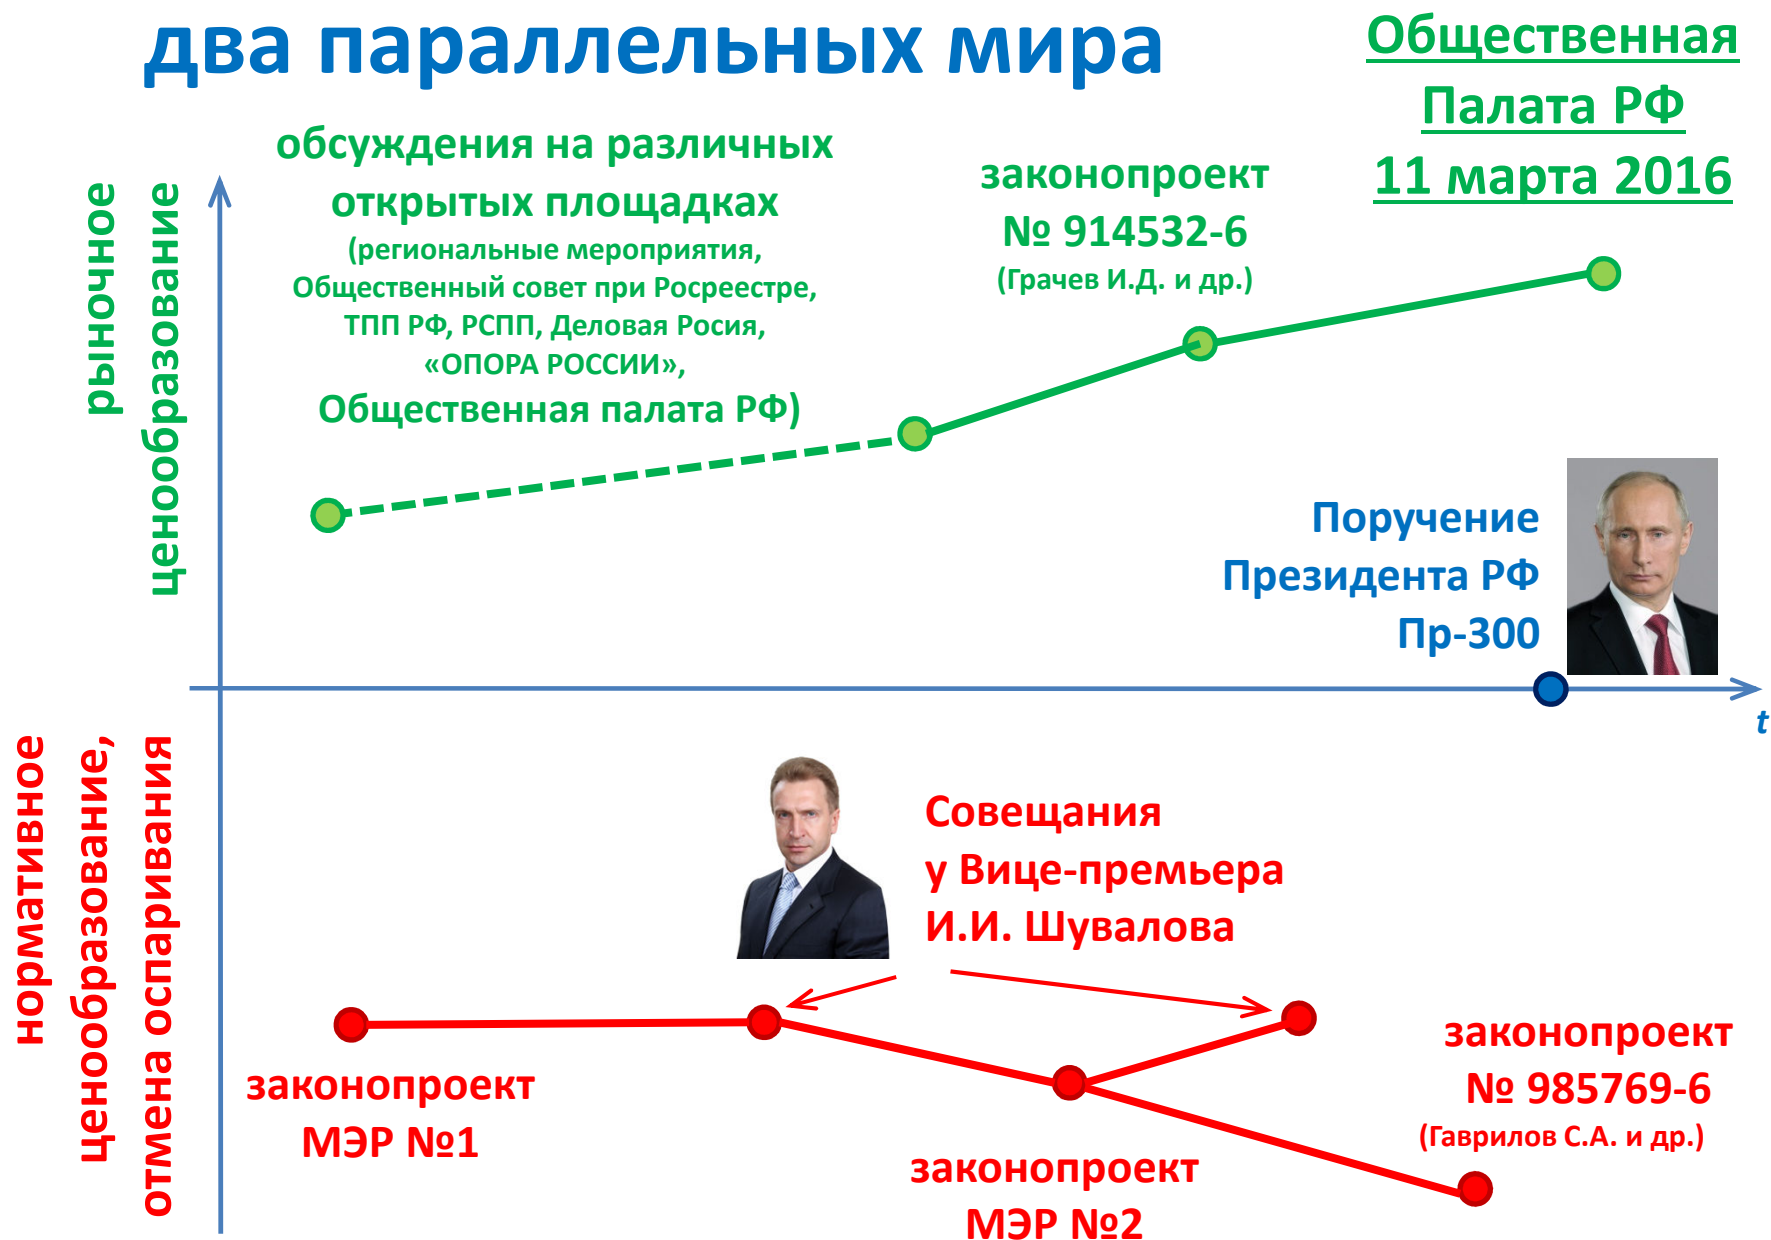 два параллельных мира
Общественная
Палата РФ
11 марта 2016
рыночное
ценообразование
обсуждения на различных
открытых площадках
(региональные мероприятия,
Общественный совет при Росреестре,
ТПП РФ, РСПП, Деловая Росия,
«ОПОРА РОССИИ»,
Общественная палата РФ)
законопроект
№ 914532-6
(Грачев И.Д. и др.)
Поручение
Президента РФ
Пр-300
t
нормативное
ценообразование,
отмена оспаривания
Совещания
у Вице-премьера
И.И. Шувалова
законопроект
МЭР №1
законопроект
МЭР №2
законопроект
№ 985769-6
(Гаврилов С.А. и др.)